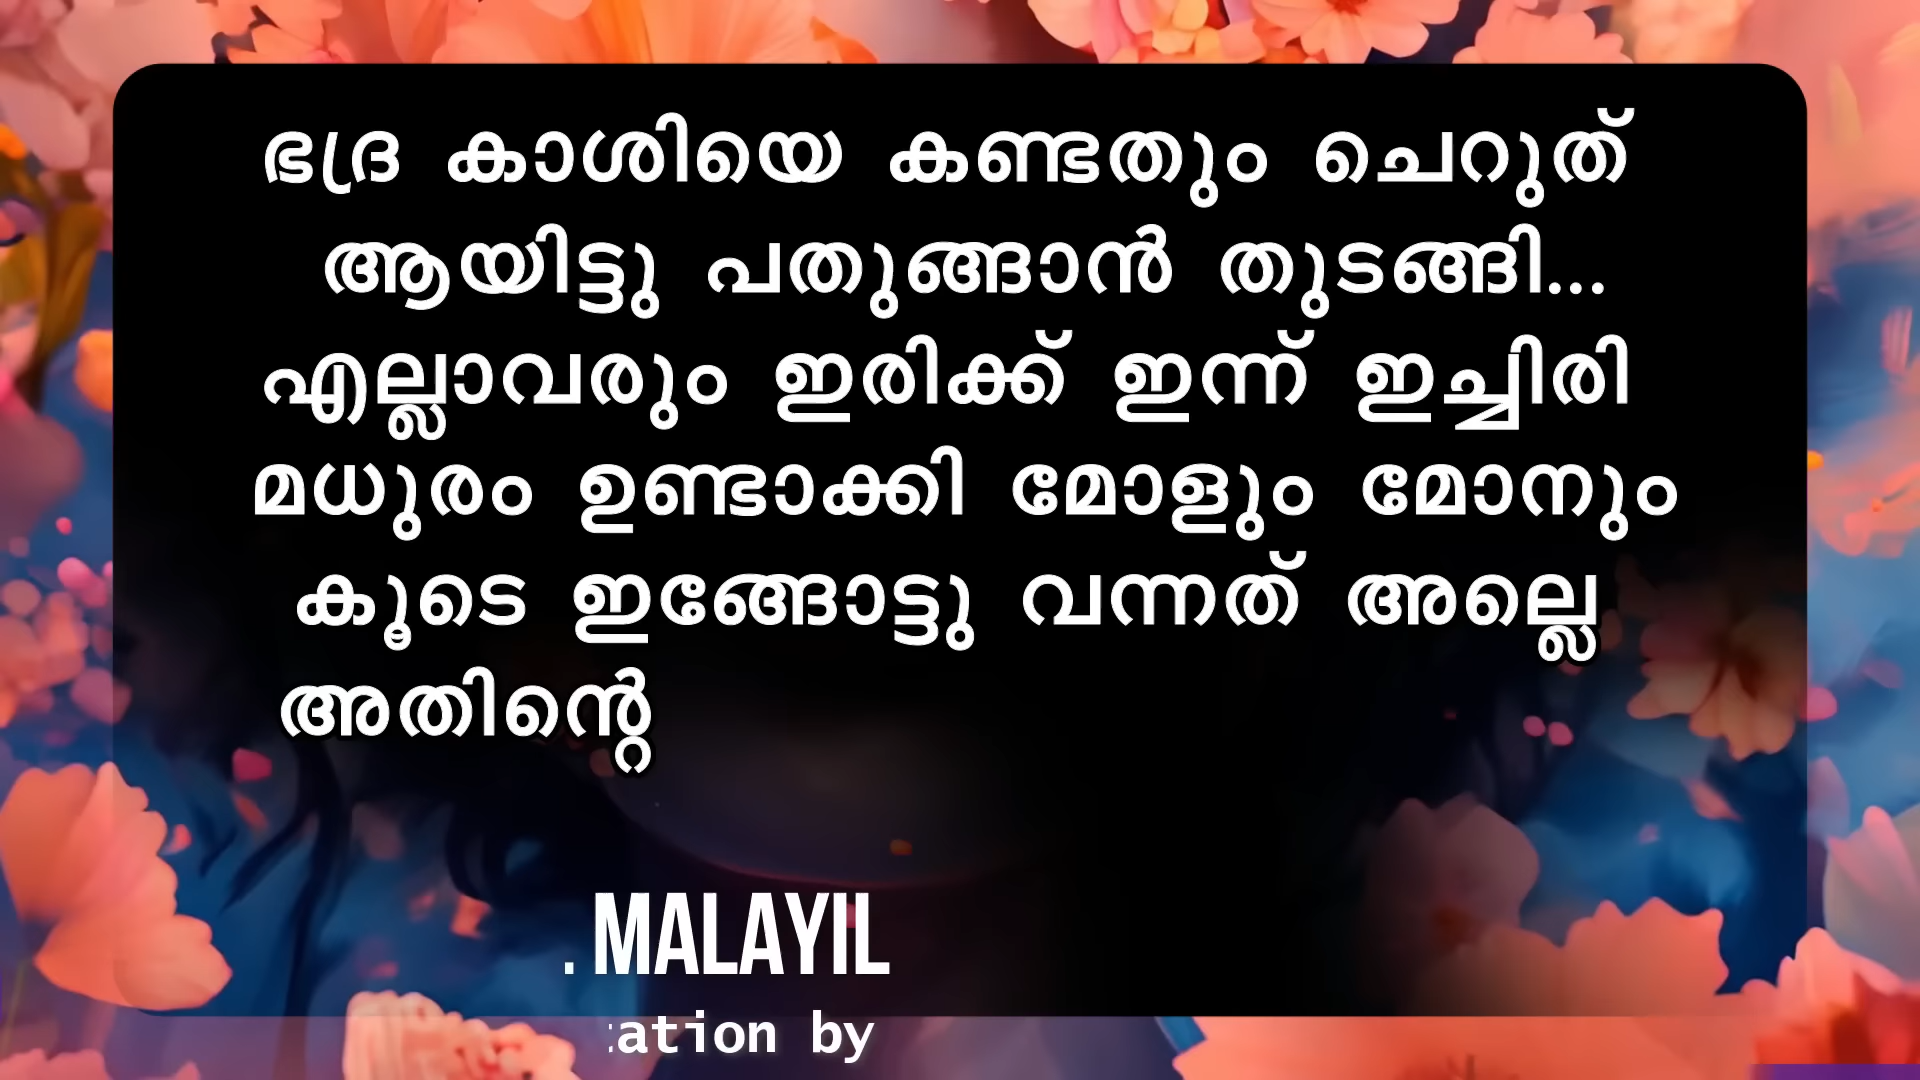 ഭദ്ര കാശിയെ കണ്ടതും ചെറുത്
ആയിട്ടു പതുങ്ങാൻ തുടങ്ങി...
എല്ലാവരും ഇരിക്ക് ഇന്ന് ഇച്ചിരി
മധുരം ഉണ്ടാക്കി മോളും മോനും
കൂടെ ഇങ്ങോട്ടു വന്നത് അല്ലെ
അതിന്റെ
. MALAYIL
ation by